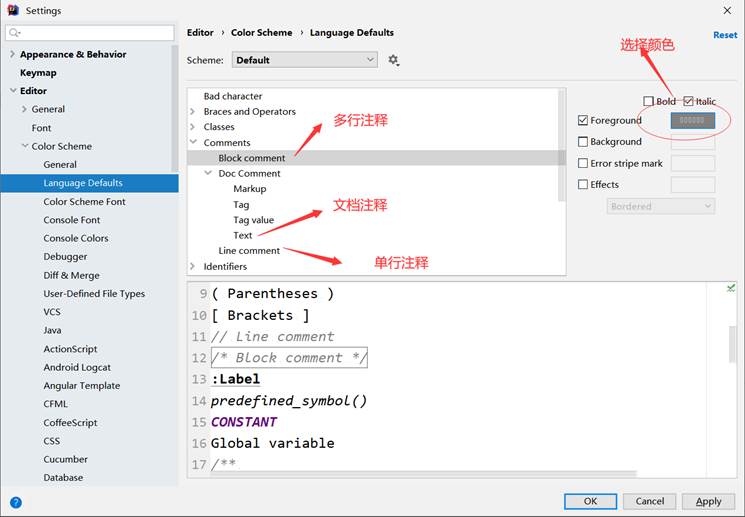 Settings
Editor › Color Scheme › Language Defaults
Reset
Scheme: Default
选择颜色
Appearance & Behavior
Keymap
Editor
General
Font
Color Scheme
General
Language Defaults
Color Scheme Font
Console Font
Console Colors
Debugger
Diff & Merge
User-Defined File Types
VCS
Java
ActionScript
Android Logcat
Angular Template
CFML
CoffeeScript
CSS
Cucumber
Database
Bad character
Braces and Operators
Classes
Comments
Block comment
多行注释
Doc Comment
Markup
Tag
Tag value
文档注释
Text
Line comment
单行注释
Identifiers
Bold Italic
Foreground
Background
Error stripe mark
Effects
Bordered
9 ( Parentheses )
10 [ Brackets ]
11 // Line comment
12 /* Block comment */
13 :Label
14 predefined_symbol()
15 CONSTANT
16 Global variable
17 /**
?
OK Cancel Apply